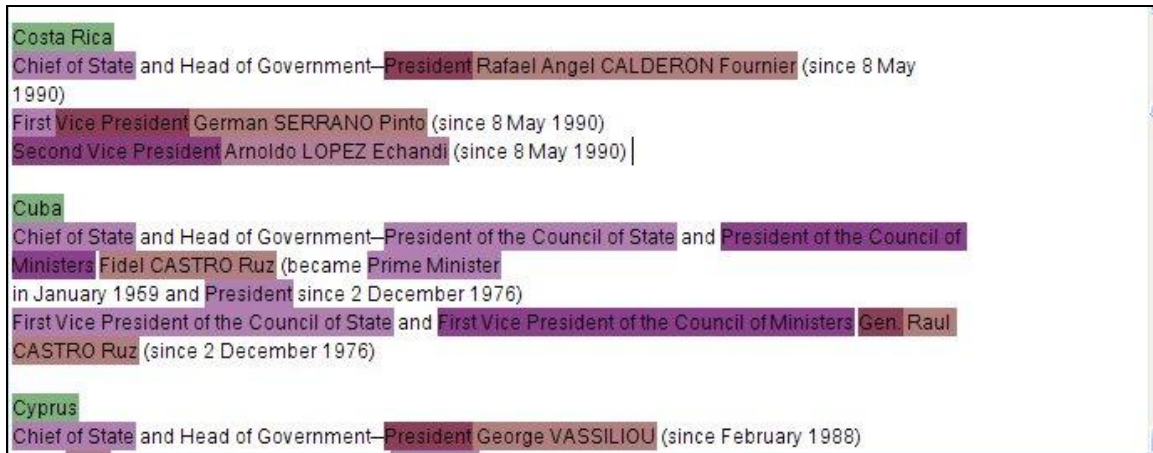 Costa Rica
Chief of State and Head of Government—President Rafael Angel CALDERON Fournier (since 8 May
1990)
First Vice President German SERRANO Pinto (since 8 May 1990)
Second Vice President Arnoldo LOPEZ Echandi (since 8 May 1990)
Cuba
Chief of State and Head of Government—President of the Council of State and President of the Council of
Ministers Fidel CASTRO Ruz (became Prime Minister
in January 1959 and President since 2 December 1976)
First Vice President of the Council of State and First Vice President of the Council of Ministers Gen. Raul
CASTRO Ruz (since 2 December 1976)
Cyprus
Chief of State and Head of Government—President George VASSILIOU (since February 1988)